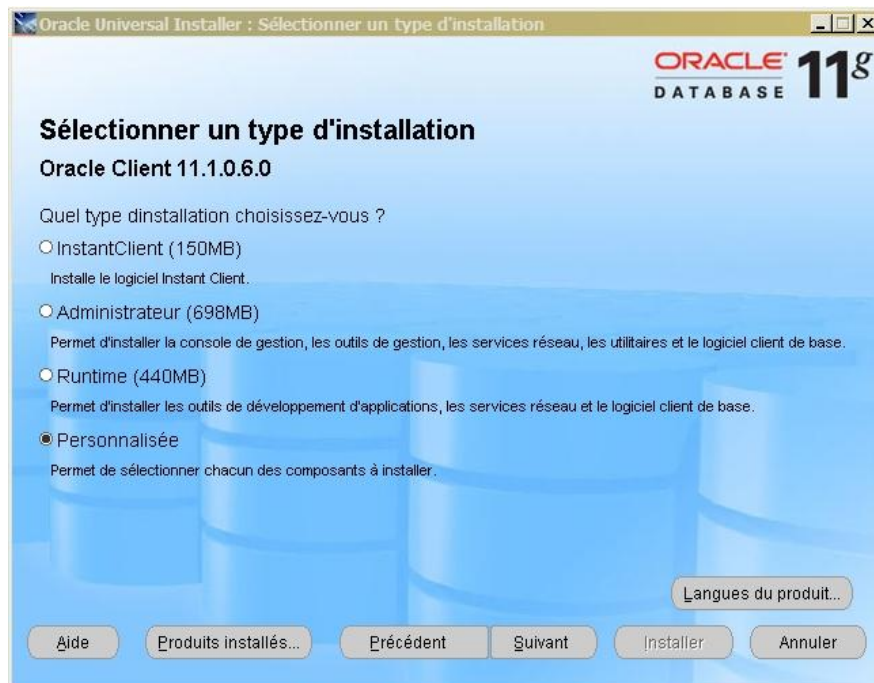 Oracle Universal Installer : Sélectionner un type d'installation
ORACLE
DATABASE 11g
Sélectionner un type d'installation
Oracle Client 11.1.0.6.0
Quel type dinstallation choisissez-vous ?
InstantClient (150MB)
Installe le logiciel Instant Client.
Administrateur (698MB)
Permet d'installer la console de gestion, les outils de gestion, les services réseau, les utilitaires et le logiciel client de base.
Runtime (440MB)
Permet d'installer les outils de développement d'applications, les services réseau et le logiciel client de base.
Personnalisée
Permet de sélectionner chacun des composants à installer.
Langues du produit...
Aide Produits installés... Précédent Suivant Installer Annuler